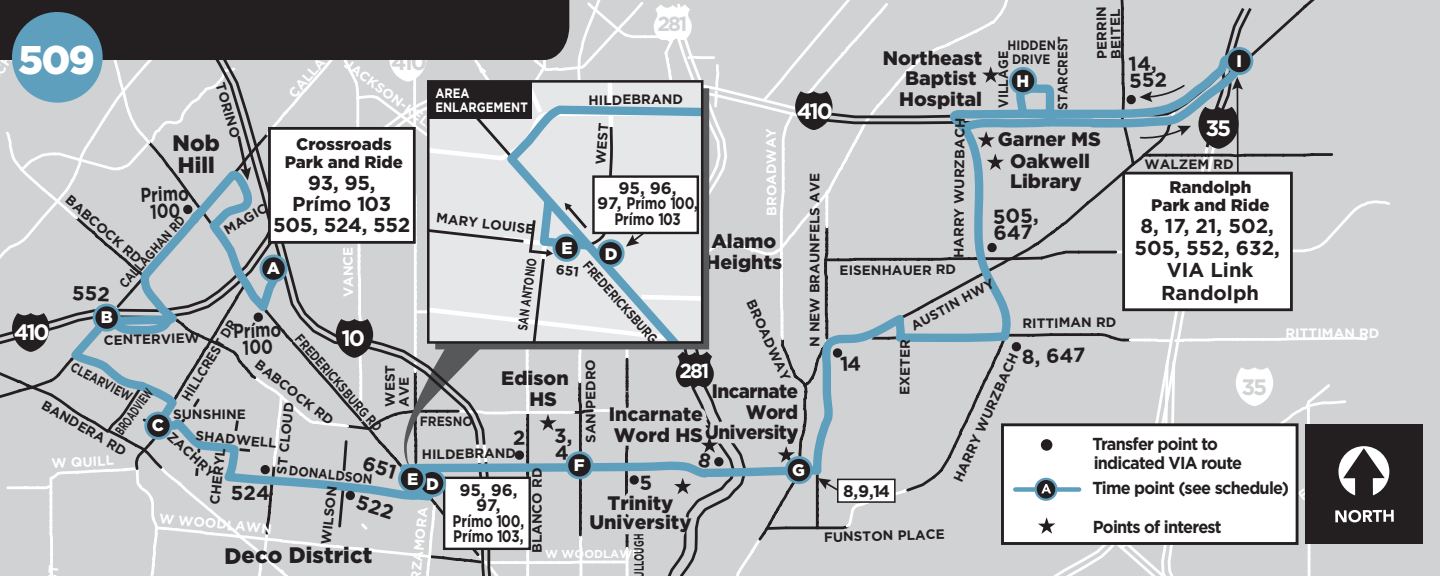 509
281
410
CALLA
JACKSON-K
TORINO
Nob
Hill
Primo
100
BABCOCK RD
CALLAGHAN RD
MAGIC
Crossroads
Park and Ride
93, 95,
Prímo 103
505, 524, 552
VANCE
A
552
B
410
CENTERVIEW
Prímo
100
10
HILLCREST DR
FREDERICKSBURG RD
BABCOCK RD
CLEARVIEW
BROADVIEW
BANDERA RD
C
SUNSHINE
ZACHRY
SHADWELL
CHERYL
ST CLOUD
W QUILL
524
DONALDSON
WILSON
522
W WOODLAWN
Deco District
WEST
AVE
FRESNO
651
E
D
HILDEBRAND
2
95, 96,
97,
Prímo 100,
Prímo 103,
RZAMORA
BLANCO RD
W WOODLAW
AREA
ENLARGEMENT
HILDEBRAND
WEST
95, 96,
97, Primo 100,
Prímo 103
MARY LOUISE
E
D
651
SAN ANTONIO
FREDERICKSBURG
Edison
HS
3,
4
SAN PEDRO
F
5
Trinity
University
ULLOUGH
281
Incarnate
Word HS
8
Incarnate
Word
University
G
8,9,14
FUNSTON PLACE
BROADWAY
BROADWAY
Alamo
Heights
N NEW BRAUNFELS AVE
14
EISENHAUER RD
AUSTIN HWY
EXETER
RITTIMAN RD
RITTIMAN RD
8, 647
HARRY WURZBACH
HARRY WURZBACH
505,
647
410
Northeast
Baptist
Hospital
VILLAGE
HIDDEN
DRIVE
H
STARCREST
PERRIN
BEITEL
14,
552
I
35
Garner MS
Oakwell
Library
WALZEM RD
Randolph
Park and Ride
8, 17, 21, 502,
505, 552, 632,
VIA Link
Randolph
35
Transfer point to
indicated VIA route
A
Time point (see schedule)
Points of interest
NORTH